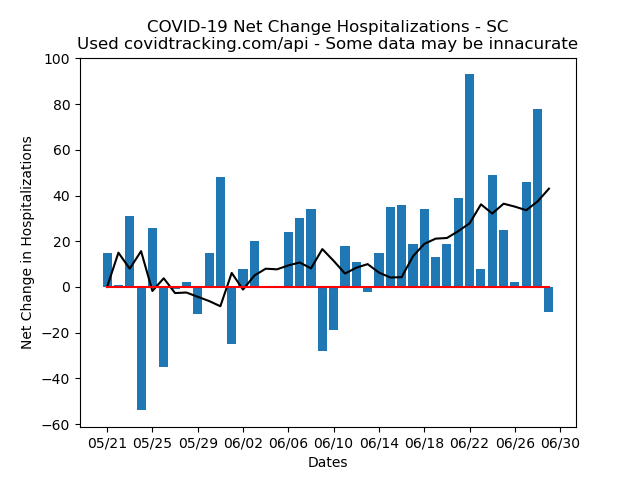 COVID-19 Net Change Hospitalizations - SC
Used covidtracking.com/api - Some data may be innacurate
100
80
60
40
20
0
−20
−40
−60
Net Change in Hospitalizations
05/21 05/25 05/29 06/02 06/06 06/10 06/14 06/18 06/22 06/26 06/30
Dates